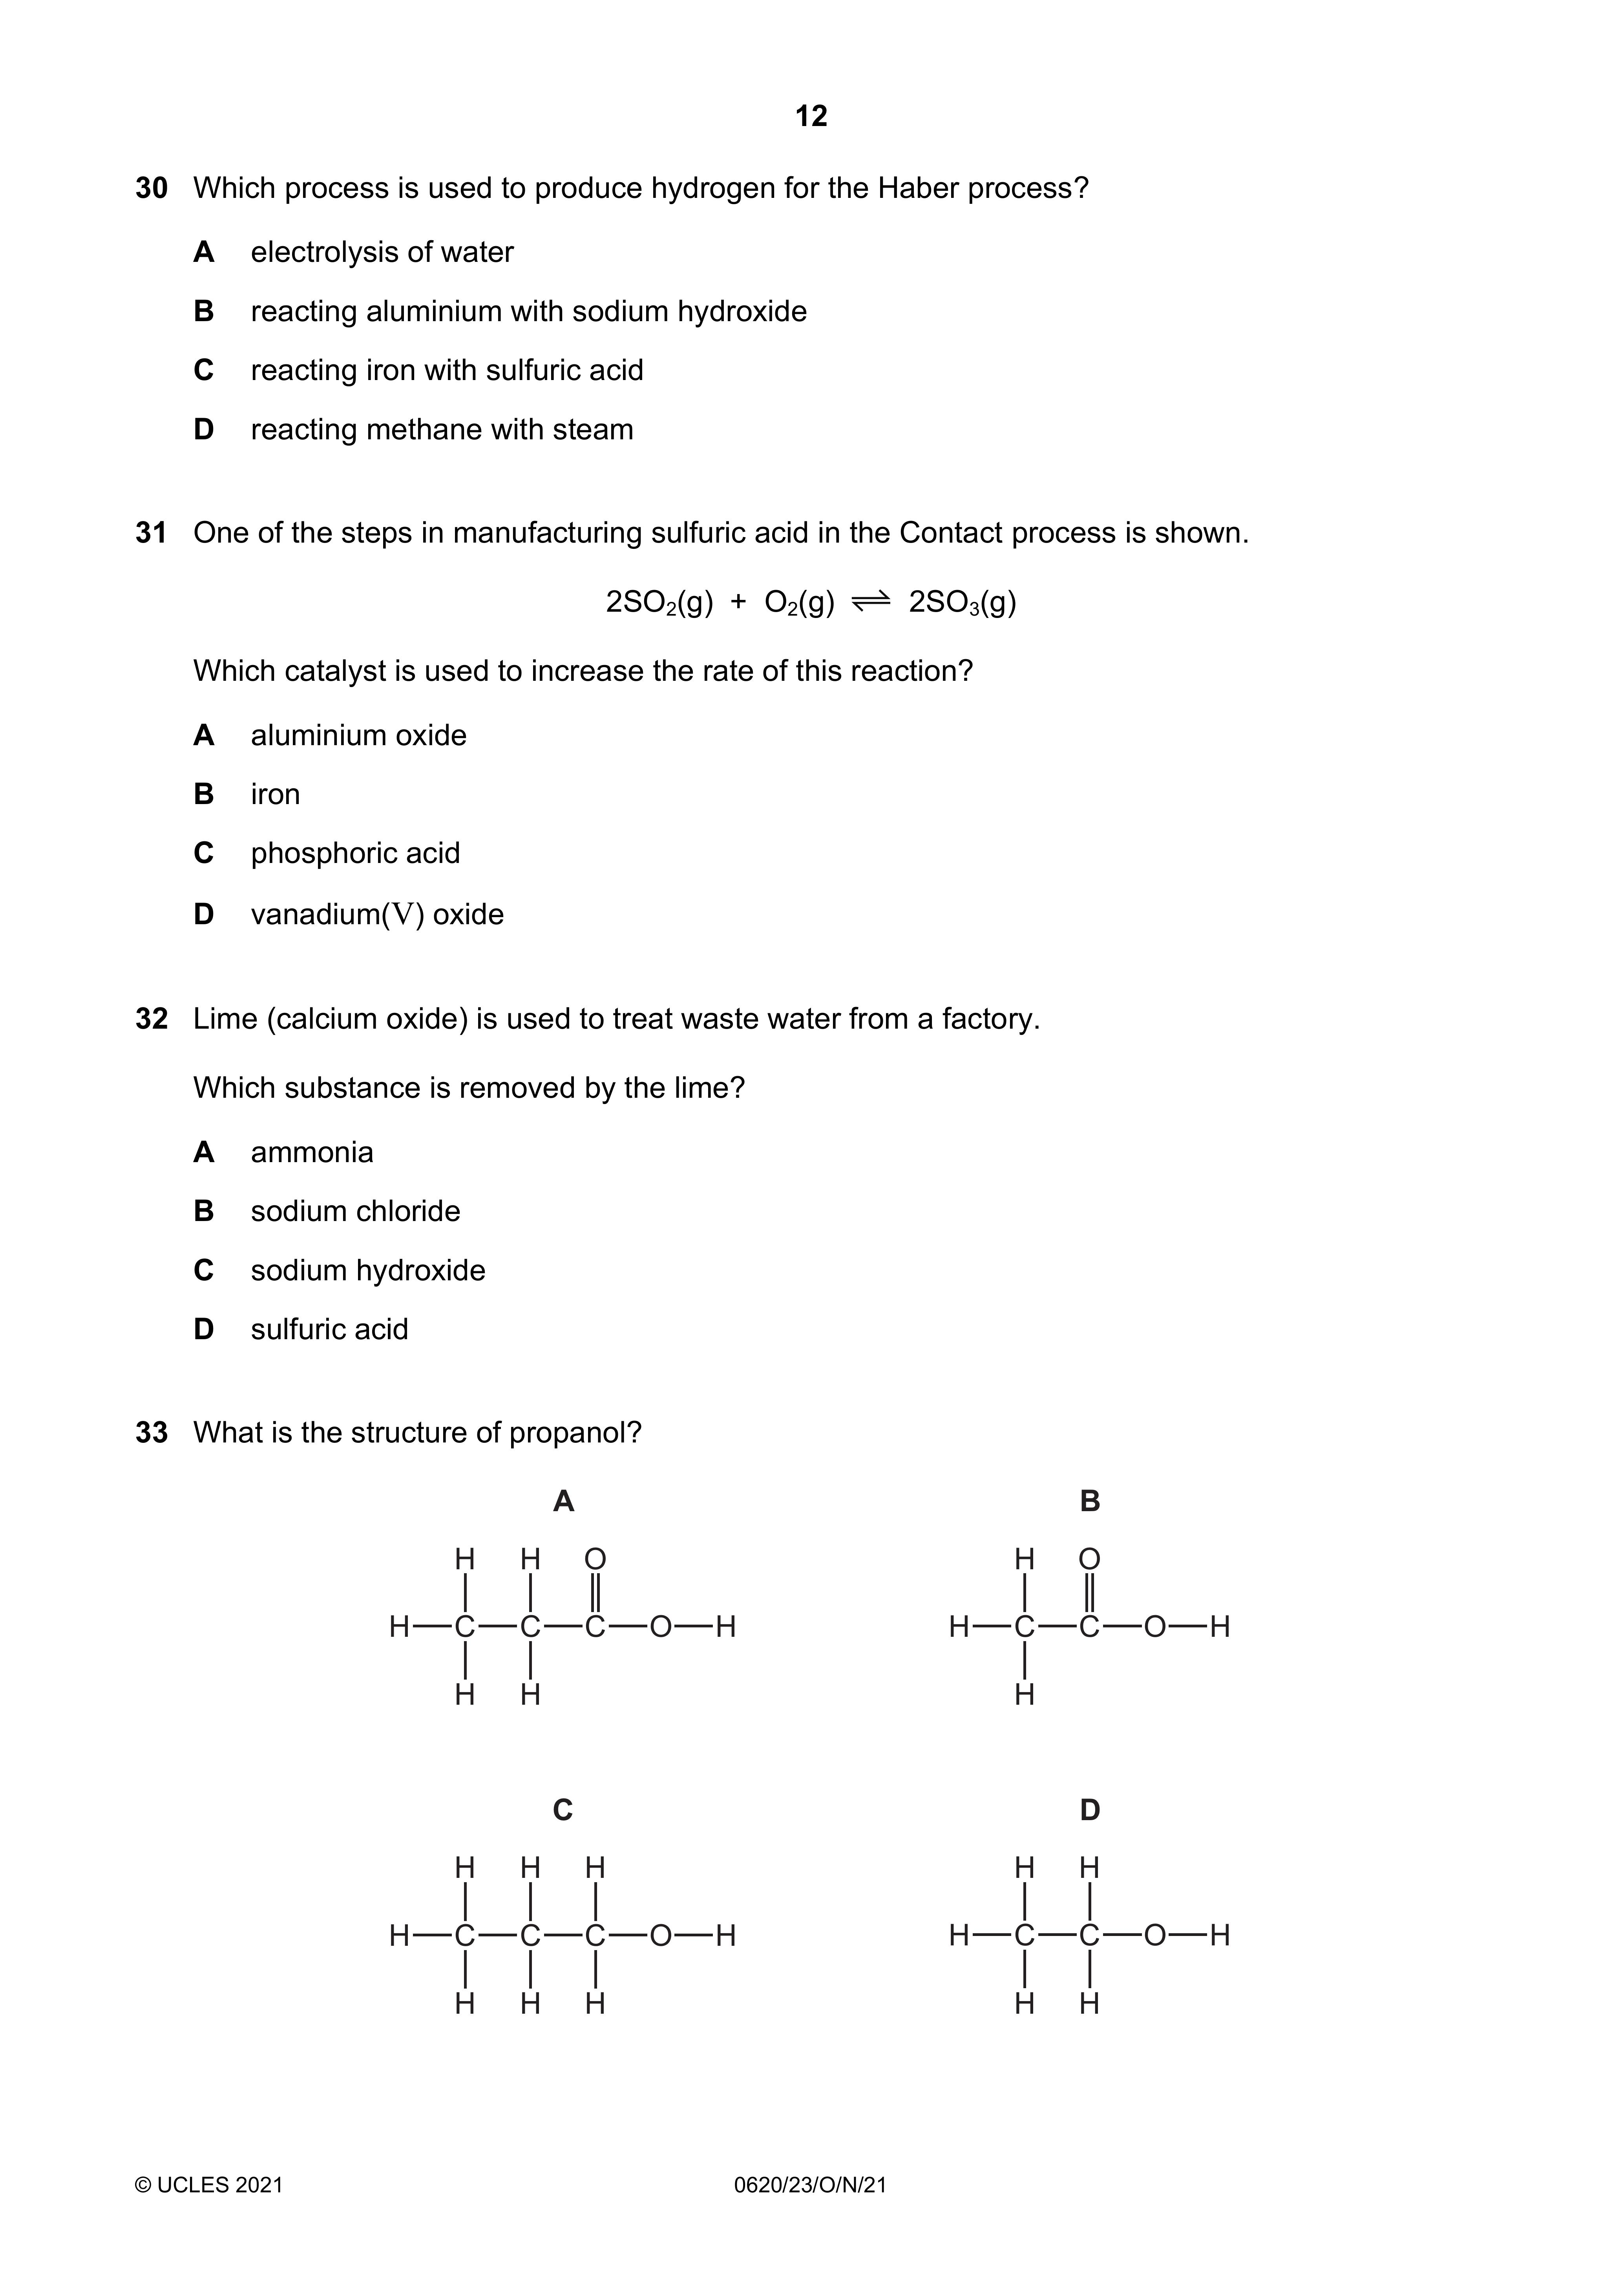 12
30 Which process is used to produce hydrogen for the Haber process?
A electrolysis of water
B reacting aluminium with sodium hydroxide
C reacting iron with sulfuric acid
D reacting methane with steam
31 One of the steps in manufacturing sulfuric acid in the Contact process is shown.
2SO₂(g) + O₂(g) ⇌ 2SO₃(g)
Which catalyst is used to increase the rate of this reaction?
A aluminium oxide
B iron
C phosphoric acid
D vanadium(V) oxide
32 Lime (calcium oxide) is used to treat waste water from a factory.
Which substance is removed by the lime?
A ammonia
B sodium chloride
C sodium hydroxide
D sulfuric acid
33 What is the structure of propanol?
A
H H O
H C C C O H
H H
B
H O
H C C O H
H
C
H H H
H C C C O H
H H H
D
H H
H C C O H
H H
© UCLES 2021 0620/23/O/N/21